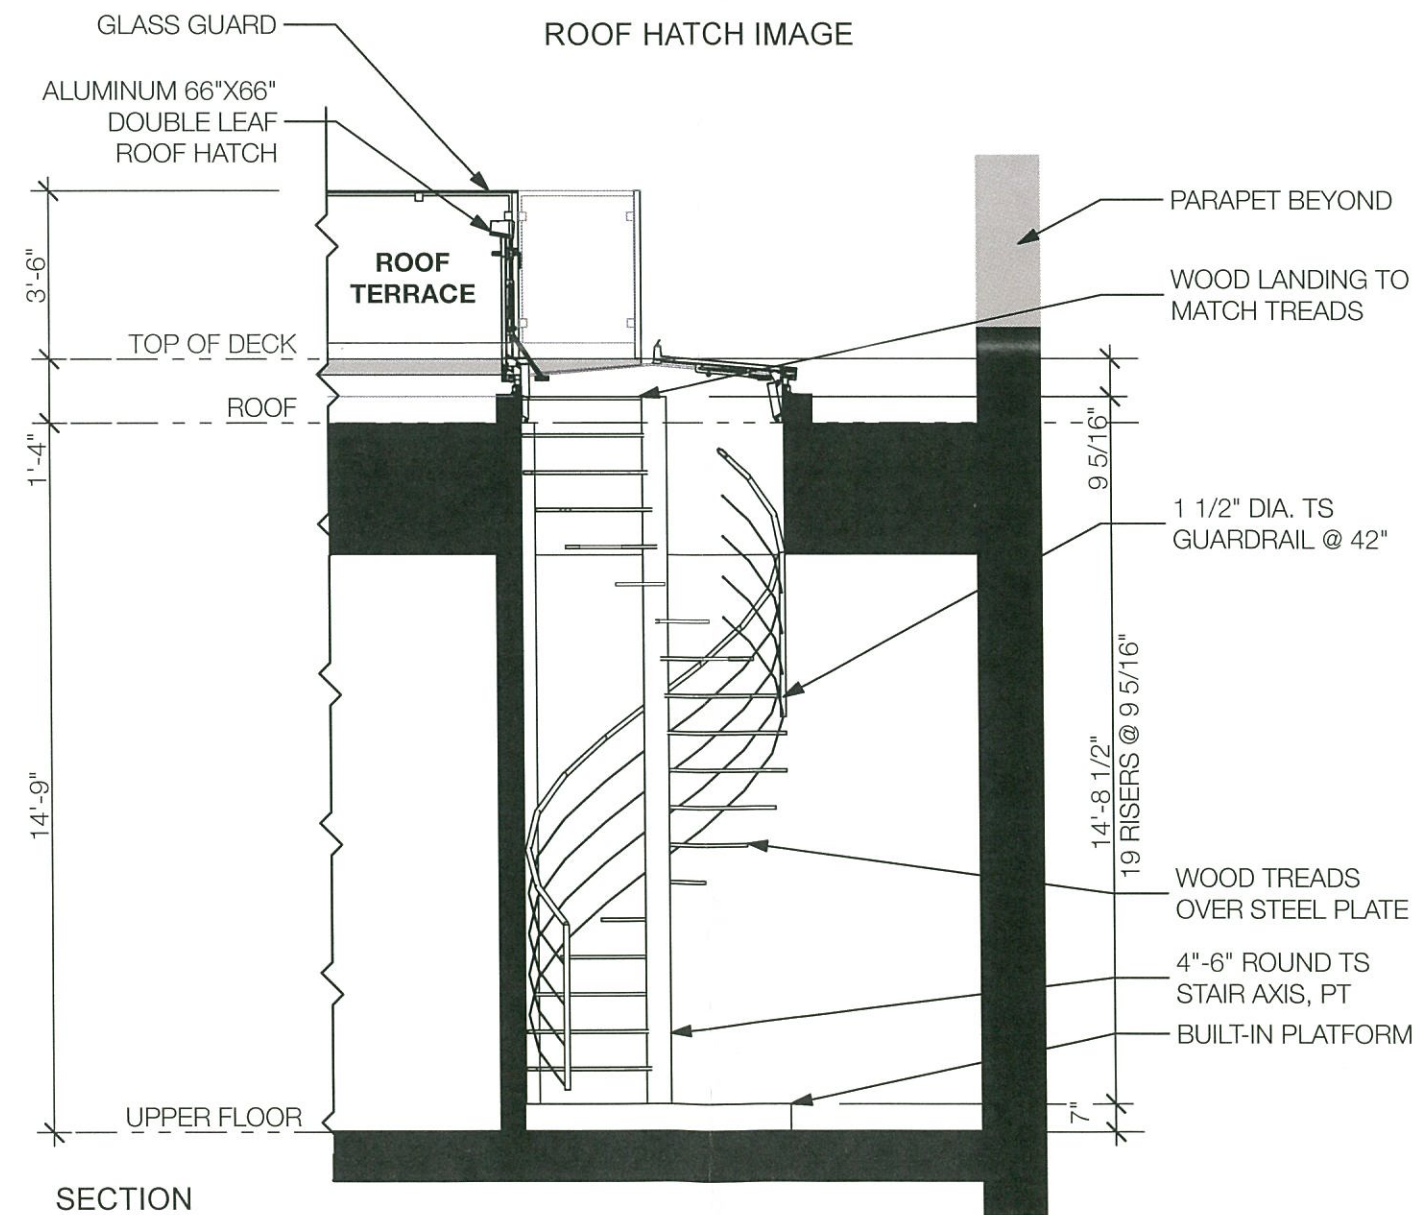 ROOF HATCH IMAGE
GLASS GUARD
ALUMINUM 66"X66"
DOUBLE LEAF
ROOF HATCH
3'-6"
ROOF
TERRACE
TOP OF DECK
ROOF
1'-4"
14'-9"
UPPER FLOOR
SECTION
PARAPET BEYOND
WOOD LANDING TO
MATCH TREADS
9 5/16"
1 1/2" DIA. TS
GUARDRAIL @ 42"
14'-8 1/2"
19 RISERS @ 9 5/16"
WOOD TREADS
OVER STEEL PLATE
4"-6" ROUND TS
STAIR AXIS, PT
BUILT-IN PLATFORM
7"